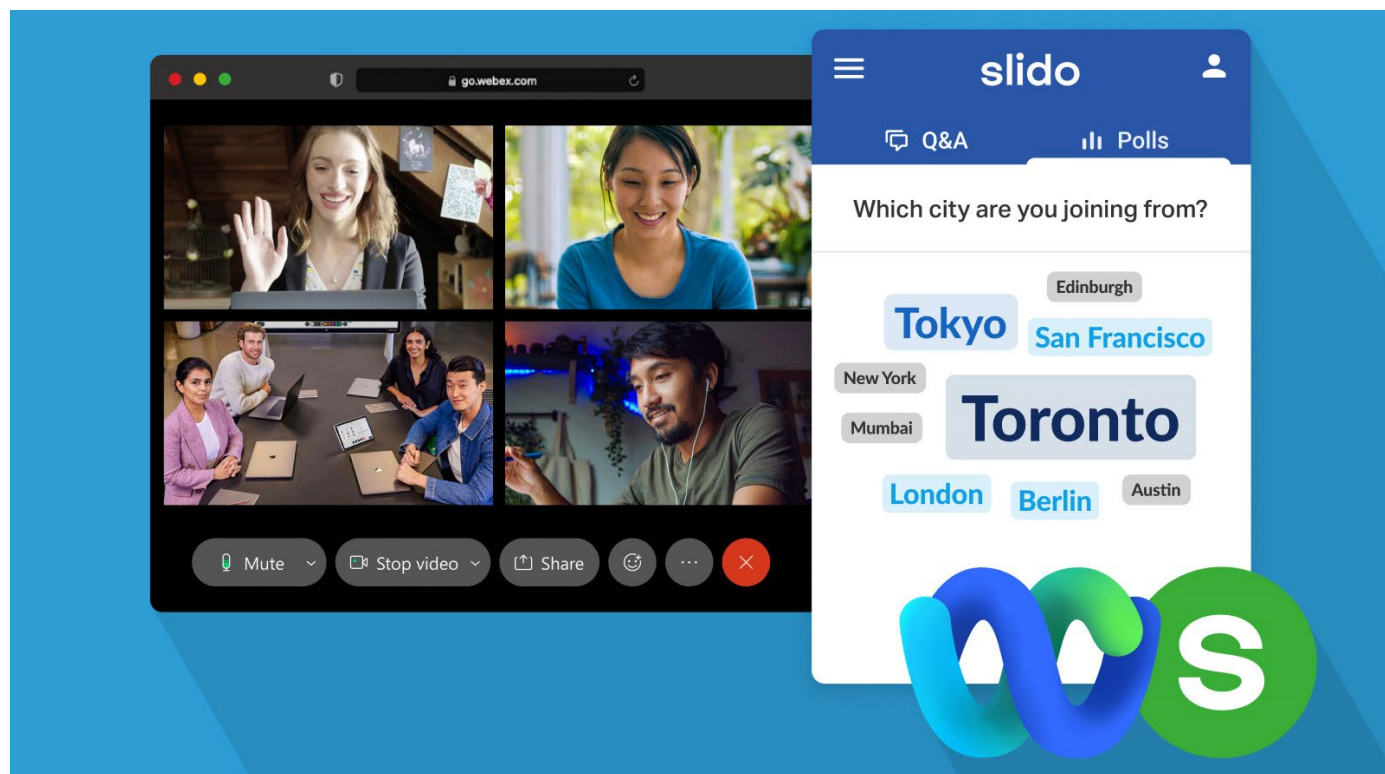 go.webex.com
Mute
Stop video
Share
slido
Q&A
Polls
Which city are you joining from?
Edinburgh
Tokyo
San Francisco
New York
Toronto
Mumbai
London
Berlin
Austin
S